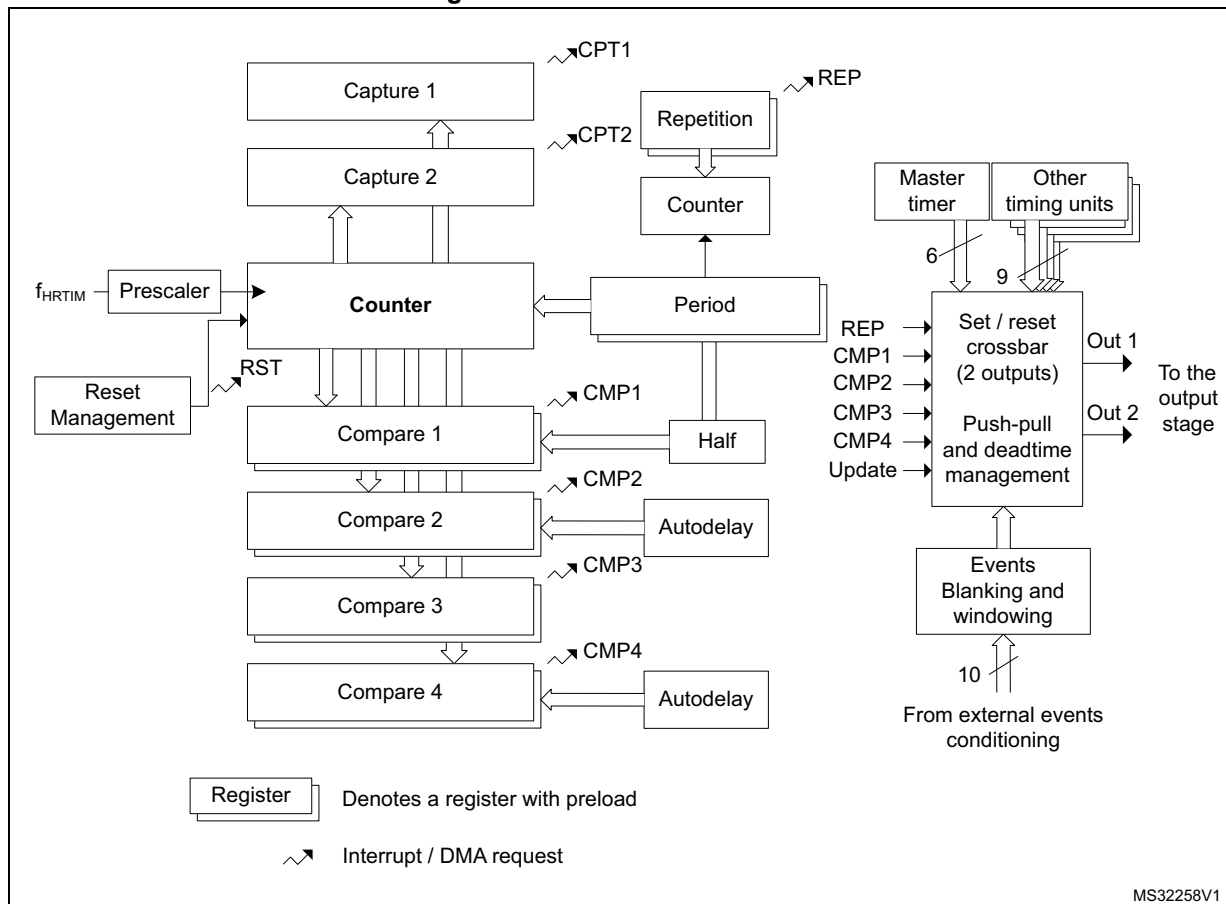 CPT1
Capture 1
CPT2
Capture 2
REP
Repetition
Counter
f_HRTIM
Prescaler
Counter
Period
RST
Reset
Management
CMP1
Compare 1
Half
CMP2
Compare 2
Autodelay
CMP3
Compare 3
CMP4
Compare 4
Autodelay
Master
timer
Other
timing units
6
9
REP
CMP1
CMP2
CMP3
CMP4
Update
Set / reset
crossbar
(2 outputs)
Push-pull
and deadtime
management
Out 1
Out 2
To the
output
stage
Events
Blanking and
windowing
10
From external events
conditioning
Register
Denotes a register with preload
Interrupt / DMA request
MS32258V1